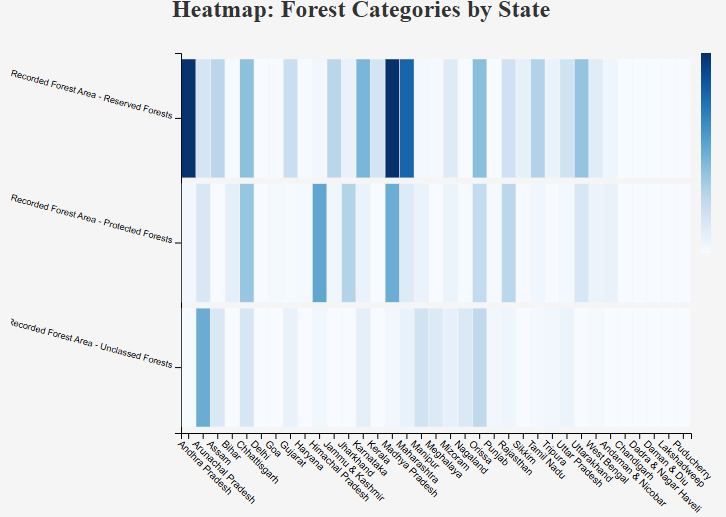 Heatmap: Forest Categories by State
Recorded Forest Area - Reserved Forests
Recorded Forest Area - Protected Forests
Recorded Forest Area - Unclassed Forests
Andhra Pradesh
Arunachal Pradesh
Assam
Bihar
Chhattisgarh
Delhi
Goa
Gujarat
Haryana
Himachal Pradesh
Jammu & Kashmir
Jharkhand
Karnataka
Kerala
Madhya Pradesh
Maharashtra
Manipur
Meghalaya
Mizoram
Nagaland
Orissa
Punjab
Rajasthan
Sikkim
Tamil Nadu
Tripura
Uttar Pradesh
Uttarakhand
West Bengal
Andaman & Nicobar
Chandigarh
Dadra & Nagar Haveli
Daman & Diu
Lakshadweep
Puducherry